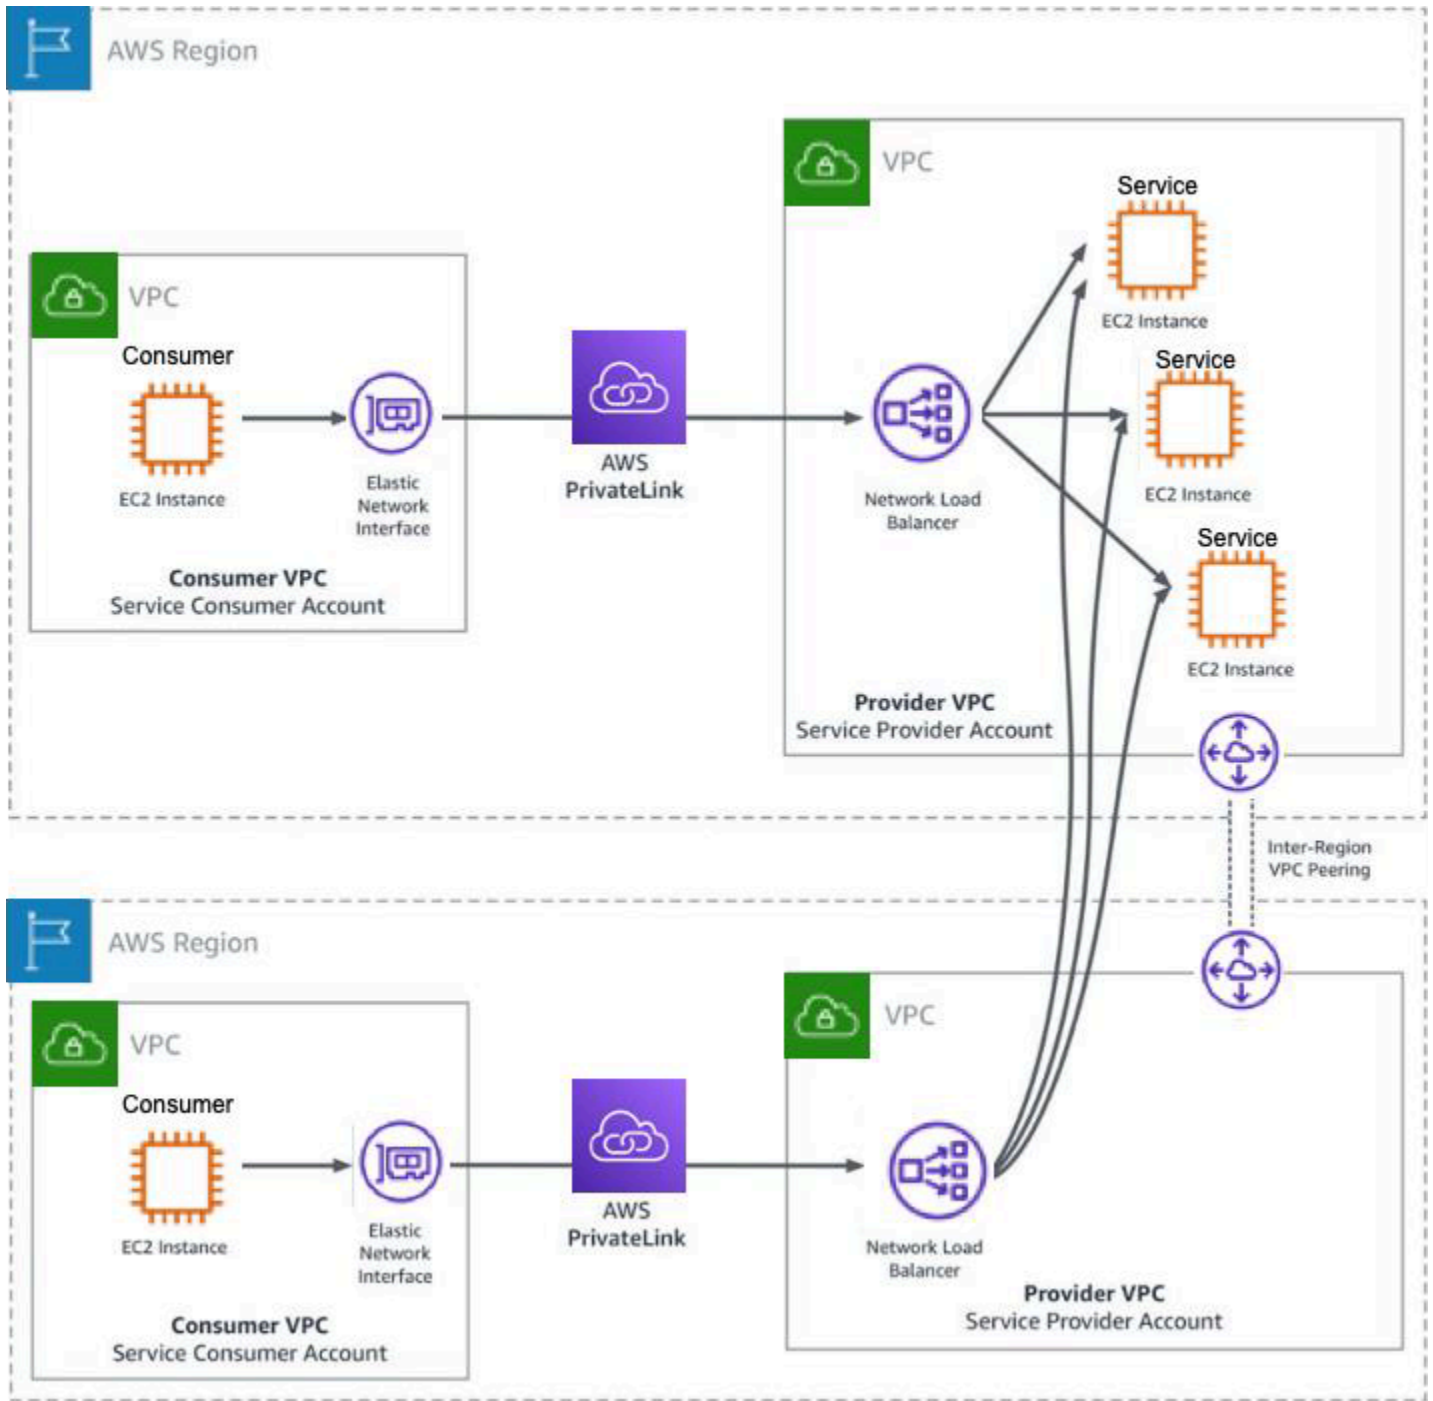 AWS Region
VPC
Service
EC2 Instance
Service
EC2 Instance
Service
EC2 Instance
VPC
Consumer
EC2 Instance
Elastic
Network
Interface
Consumer VPC
Service Consumer Account
AWS
PrivateLink
Network Load
Balancer
Provider VPC
Service Provider Account
Inter-Region
VPC Peering
AWS Region
VPC
Consumer
EC2 Instance
Elastic
Network
Interface
Consumer VPC
Service Consumer Account
AWS
PrivateLink
VPC
Network Load
Balancer
Provider VPC
Service Provider Account